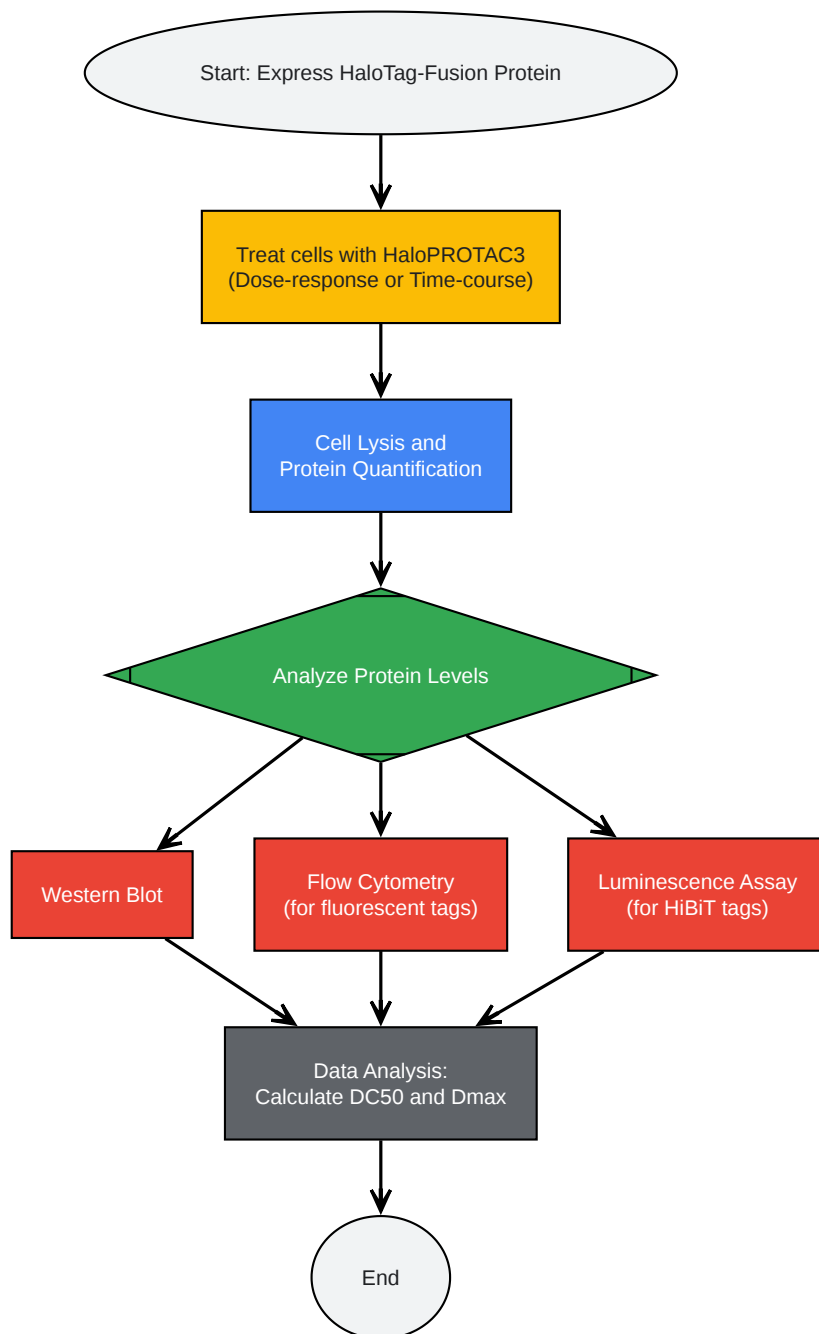 Start: Express HaloTag-Fusion Protein
Treat cells with HaloPROTAC3
(Dose-response or Time-course)
Cell Lysis and
Protein Quantification
Analyze Protein Levels
Western Blot
Flow Cytometry
(for fluorescent tags)
Luminescence Assay
(for HiBiT tags)
Data Analysis:
Calculate DC50 and Dmax
End